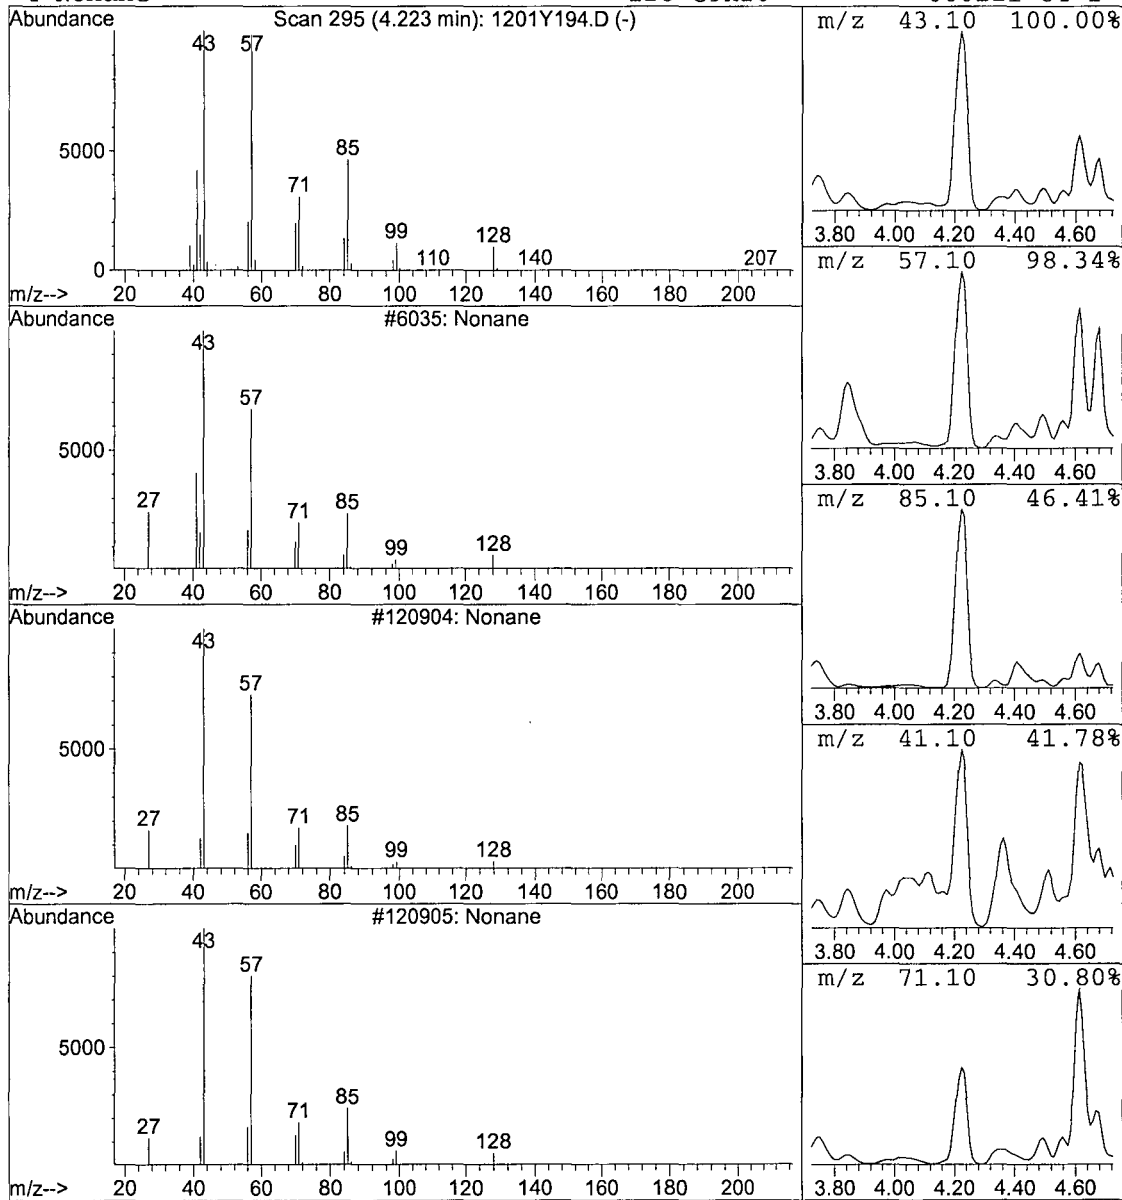 Abundance
Scan 295 (4.223 min): 1201Y194.D (-)
43
57
5000
85
71
99
128
110
140
207
0
m/z-->
20 40 60 80 100 120 140 160 180 200
Abundance
#6035: Nonane
43
57
5000
27
71
85
99
128
m/z-->
20 40 60 80 100 120 140 160 180 200
Abundance
#120904: Nonane
43
57
5000
27
71
85
99
128
m/z-->
20 40 60 80 100 120 140 160 180 200
Abundance
#120905: Nonane
43
57
5000
27
71
85
99
128
m/z-->
20 40 60 80 100 120 140 160 180 200
m/z 43.10 100.00%
3.80 4.00 4.20 4.40 4.60
m/z 57.10 98.34%
3.80 4.00 4.20 4.40 4.60
m/z 85.10 46.41%
3.80 4.00 4.20 4.40 4.60
m/z 41.10 41.78%
3.80 4.00 4.20 4.40 4.60
m/z 71.10 30.80%
3.80 4.00 4.20 4.40 4.60